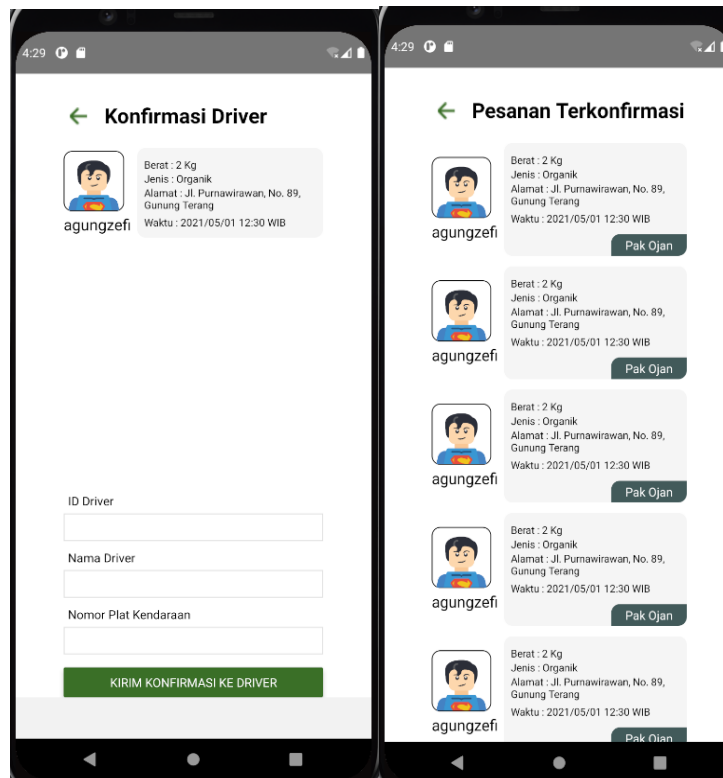 4:29
Konfirmasi Driver
Berat : 2 Kg
Jenis : Organik
Alamat : Jl. Purnawirawan, No. 89,
Gunung Terang
Waktu : 2021/05/01 12:30 WIB
agungzefi
ID Driver
Nama Driver
Nomor Plat Kendaraan
KIRIM KONFIRMASI KE DRIVER
4:29
Pesanan Terkonfirmasi
Berat : 2 Kg
Jenis : Organik
Alamat : Jl. Purnawirawan, No. 89,
Gunung Terang
Waktu : 2021/05/01 12:30 WIB
agungzefi
Pak Ojan
Berat : 2 Kg
Jenis : Organik
Alamat : Jl. Purnawirawan, No. 89,
Gunung Terang
Waktu : 2021/05/01 12:30 WIB
agungzefi
Pak Ojan
Berat : 2 Kg
Jenis : Organik
Alamat : Jl. Purnawirawan, No. 89,
Gunung Terang
Waktu : 2021/05/01 12:30 WIB
agungzefi
Pak Ojan
Berat : 2 Kg
Jenis : Organik
Alamat : Jl. Purnawirawan, No. 89,
Gunung Terang
Waktu : 2021/05/01 12:30 WIB
agungzefi
Pak Ojan
Berat : 2 Kg
Jenis : Organik
Alamat : Jl. Purnawirawan, No. 89,
Gunung Terang
Waktu : 2021/05/01 12:30 WIB
agungzefi
Pak Ojan